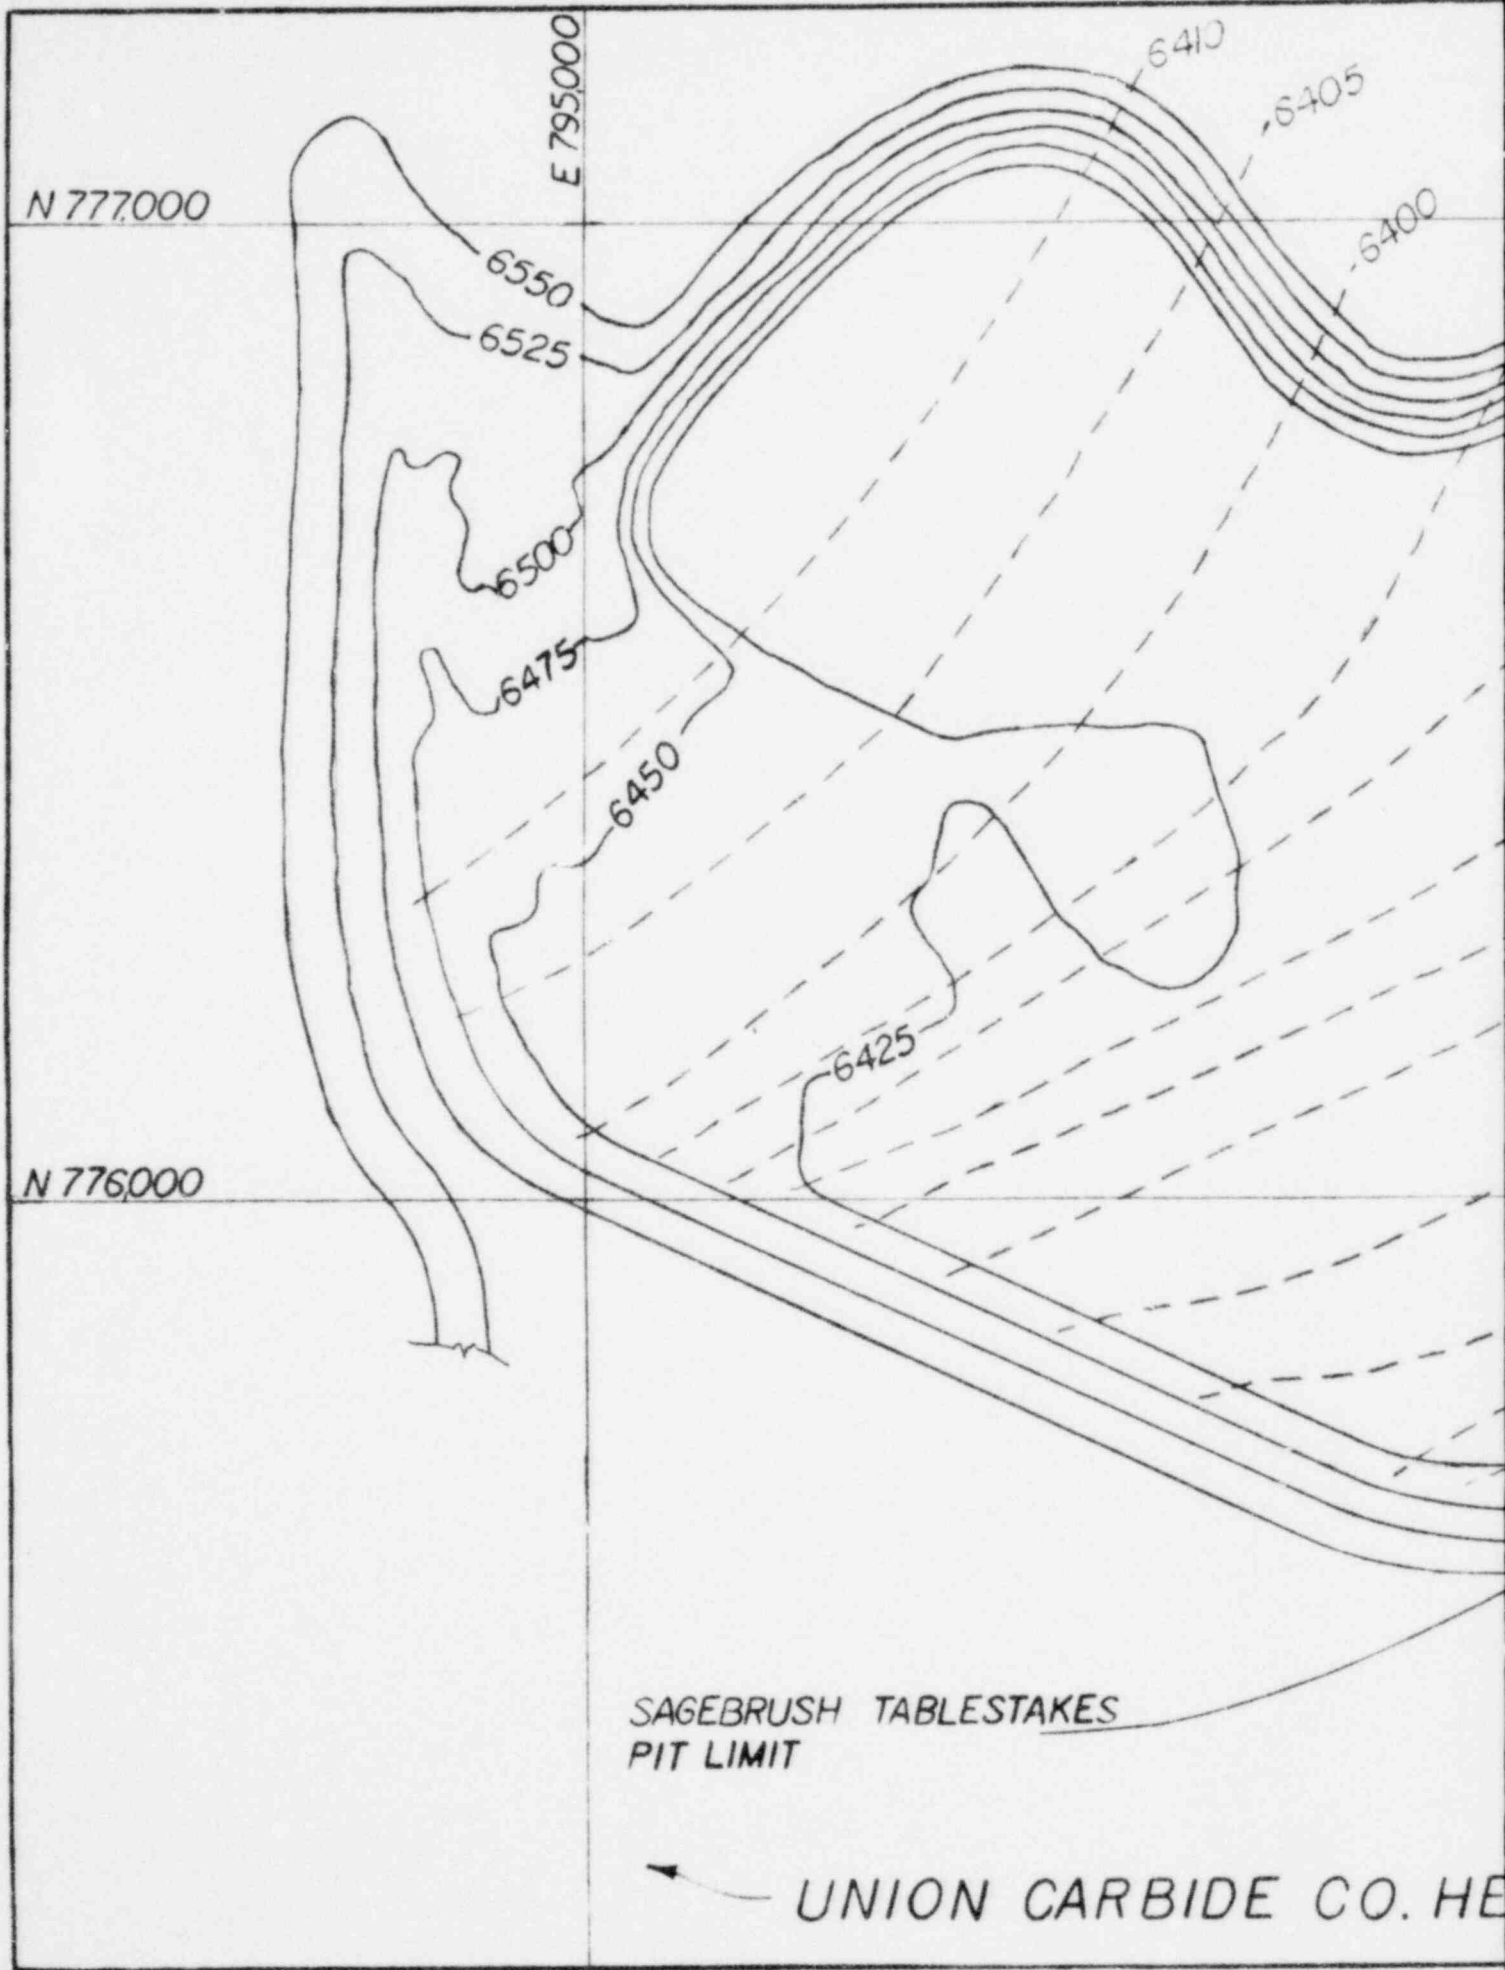 E 795,000
6410
6405
N 777,000
6400
6550
6525
6500
6475
6450
6425
N 776,000
SAGEBRUSH TABLESTAKES
PIT LIMIT
UNION CARBIDE CO. HE